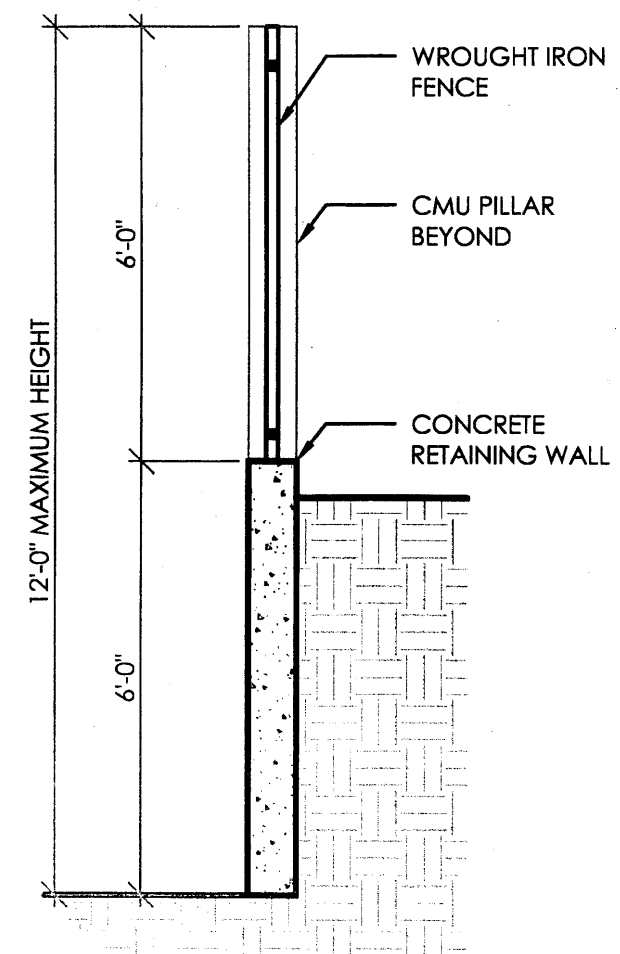 WROUGHT IRON
FENCE
CMU PILLAR
BEYOND
6'-0"
12'-0" MAXIMUM HEIGHT
CONCRETE
RETAINING WALL
6'-0"